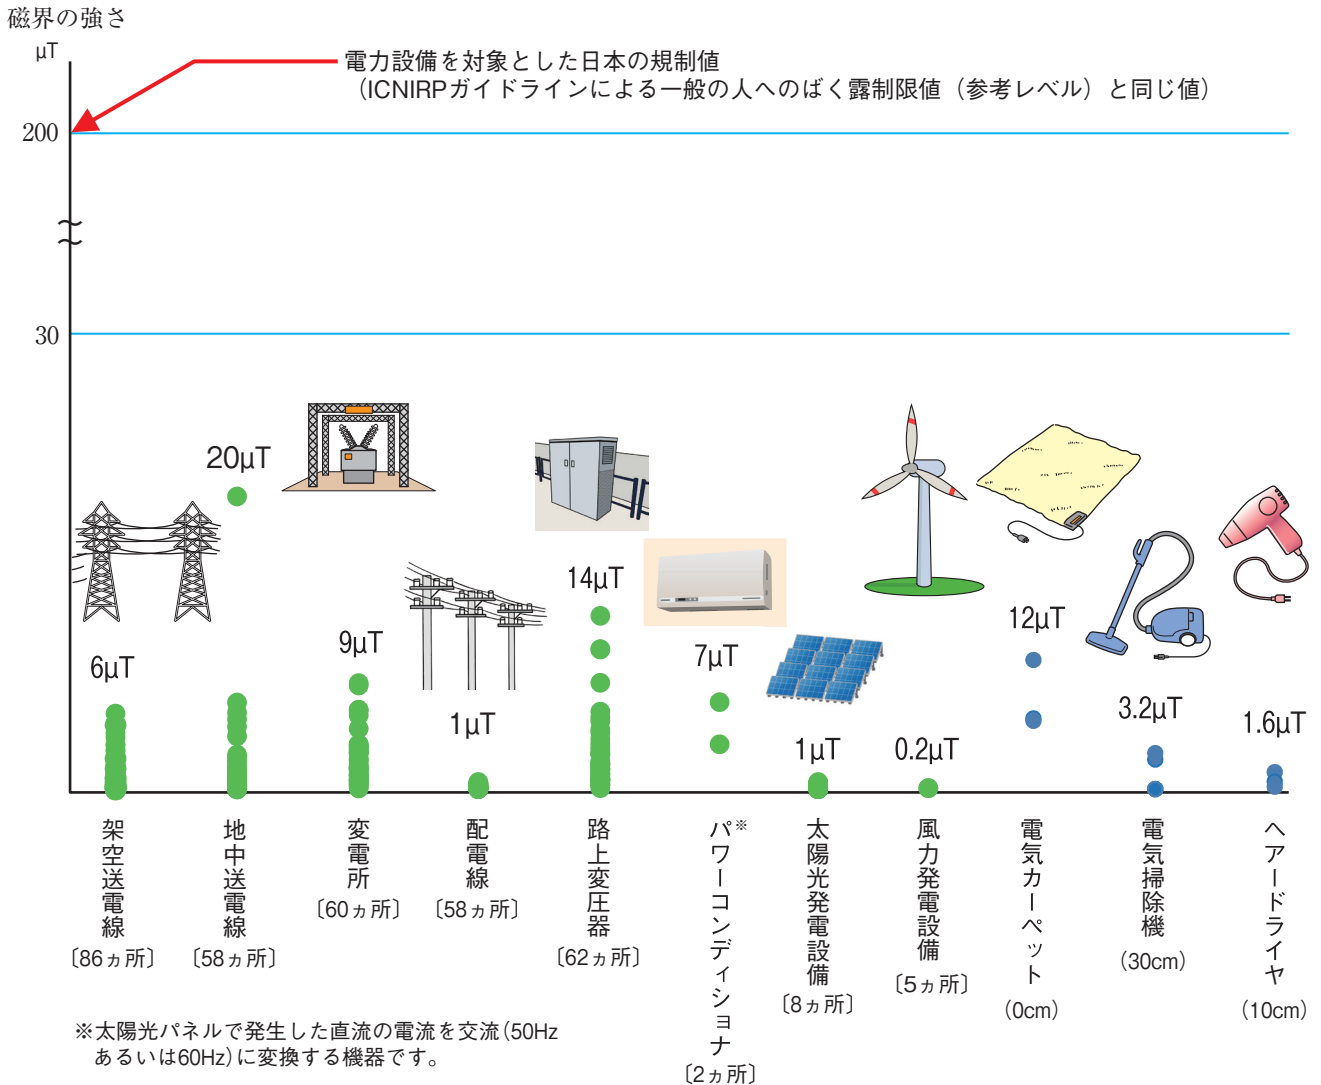 磁界の強さ
μT
電力設備を対象とした日本の規制値
（ICNIRPガイドラインによる一般の人へのばく露制限値（参考レベル）と同じ値）
200
30
6μT
20μT
9μT
1μT
14μT
7μT
1μT
0.2μT
12μT
3.2μT
1.6μT
架空送電線
〔86ヵ所〕
地中送電線
〔58ヵ所〕
変電所
〔60ヵ所〕
配電線
〔58ヵ所〕
路上変圧器
〔62ヵ所〕
パワーコンディショナ※
〔2ヵ所〕
太陽光発電設備
〔8ヵ所〕
風力発電設備
〔5ヵ所〕
電気カーペット
（0cm）
電気掃除機
（30cm）
ヘアードライヤ
（10cm）
※太陽光パネルで発生した直流の電流を交流（50Hz
あるいは60Hz）に変換する機器です。